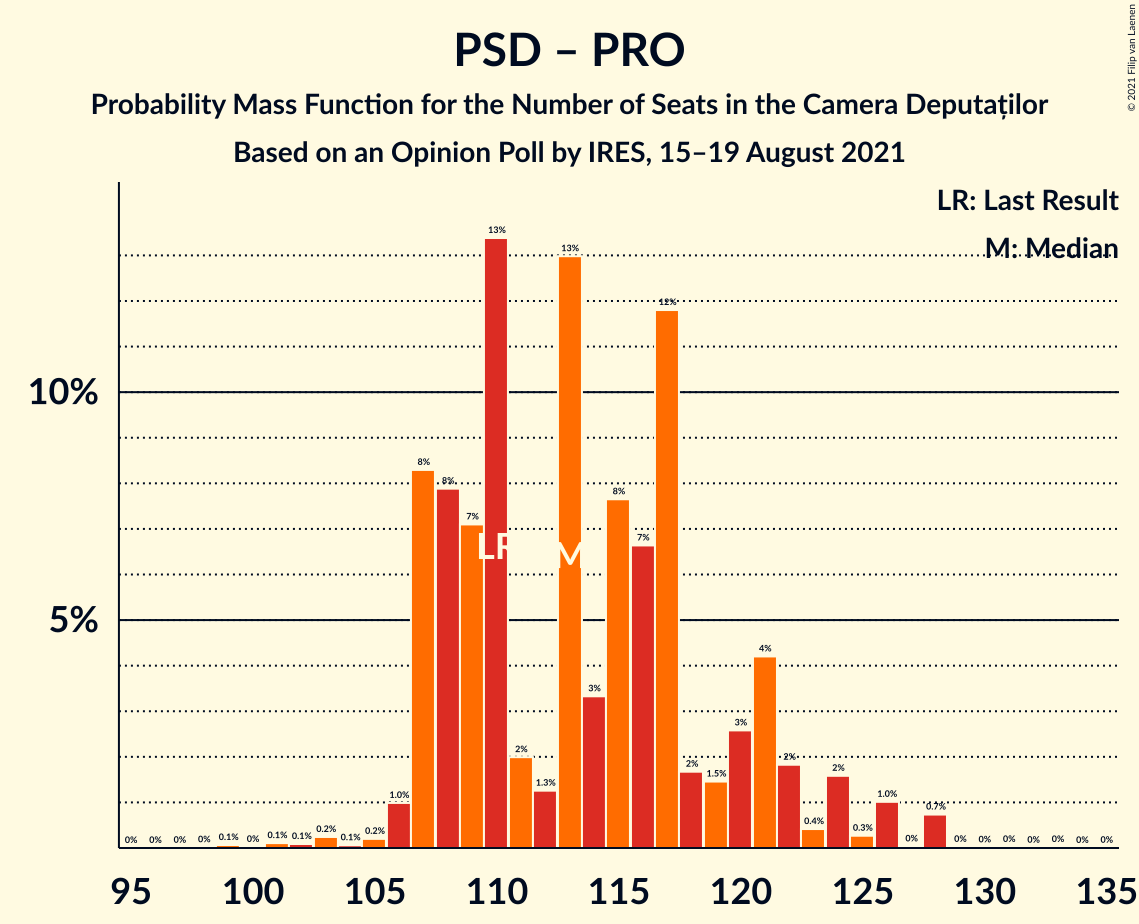 PSD – PRO
Probability Mass Function for the Number of Seats in the Camera Deputaților
Based on an Opinion Poll by IRES, 15–19 August 2021
© 2021 Filip van Laenen
LR: Last Result
M: Median
10%
5%
0% 0% 0% 0% 0.1% 0% 0.1% 0.1% 0.2% 0.1% 0.2% 1.0% 8% 8% 7% 13% 2% 1.3% 13% 3% 8% 7% 12% 2% 1.5% 3% 4% 2% 0.4% 2% 0.3% 1.0% 0% 0.7% 0% 0% 0% 0% 0% 0% 0%
LR M
95 100 105 110 115 120 125 130 135